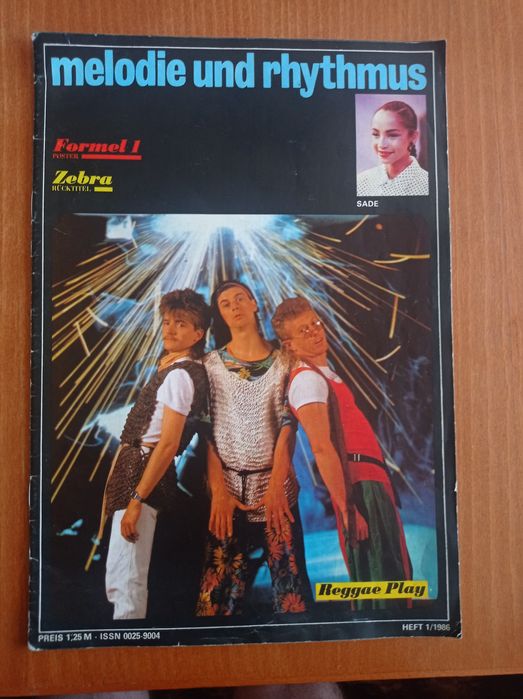 melodie und rhythmus
Formel 1
POSTER
Zebra
RÜCKTITEL
SADE
Reggae Play
PREIS 1,25 M · ISSN 0025-9004
HEFT 1/1986